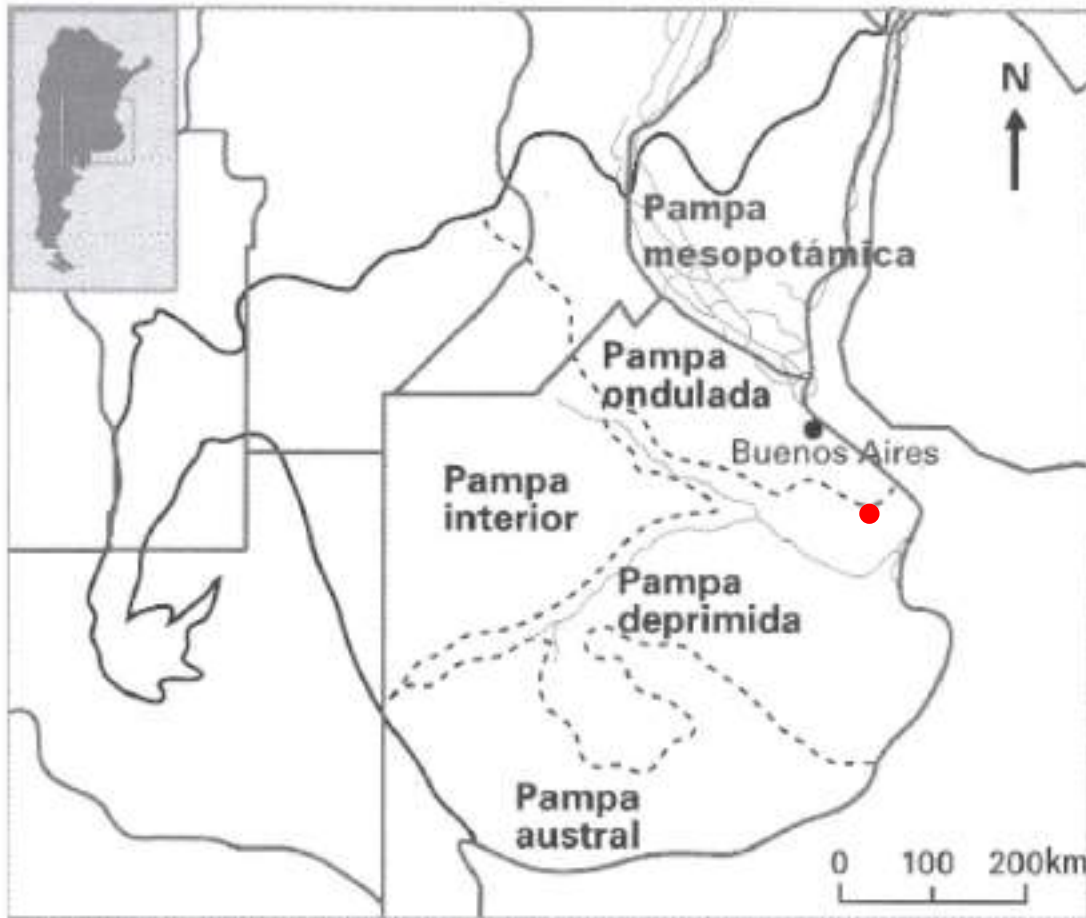 N
Pampa
mesopotámica
Pampa
ondulada
Buenos Aires
Pampa
interior
Pampa
deprimida
Pampa
austral
0 100 200km